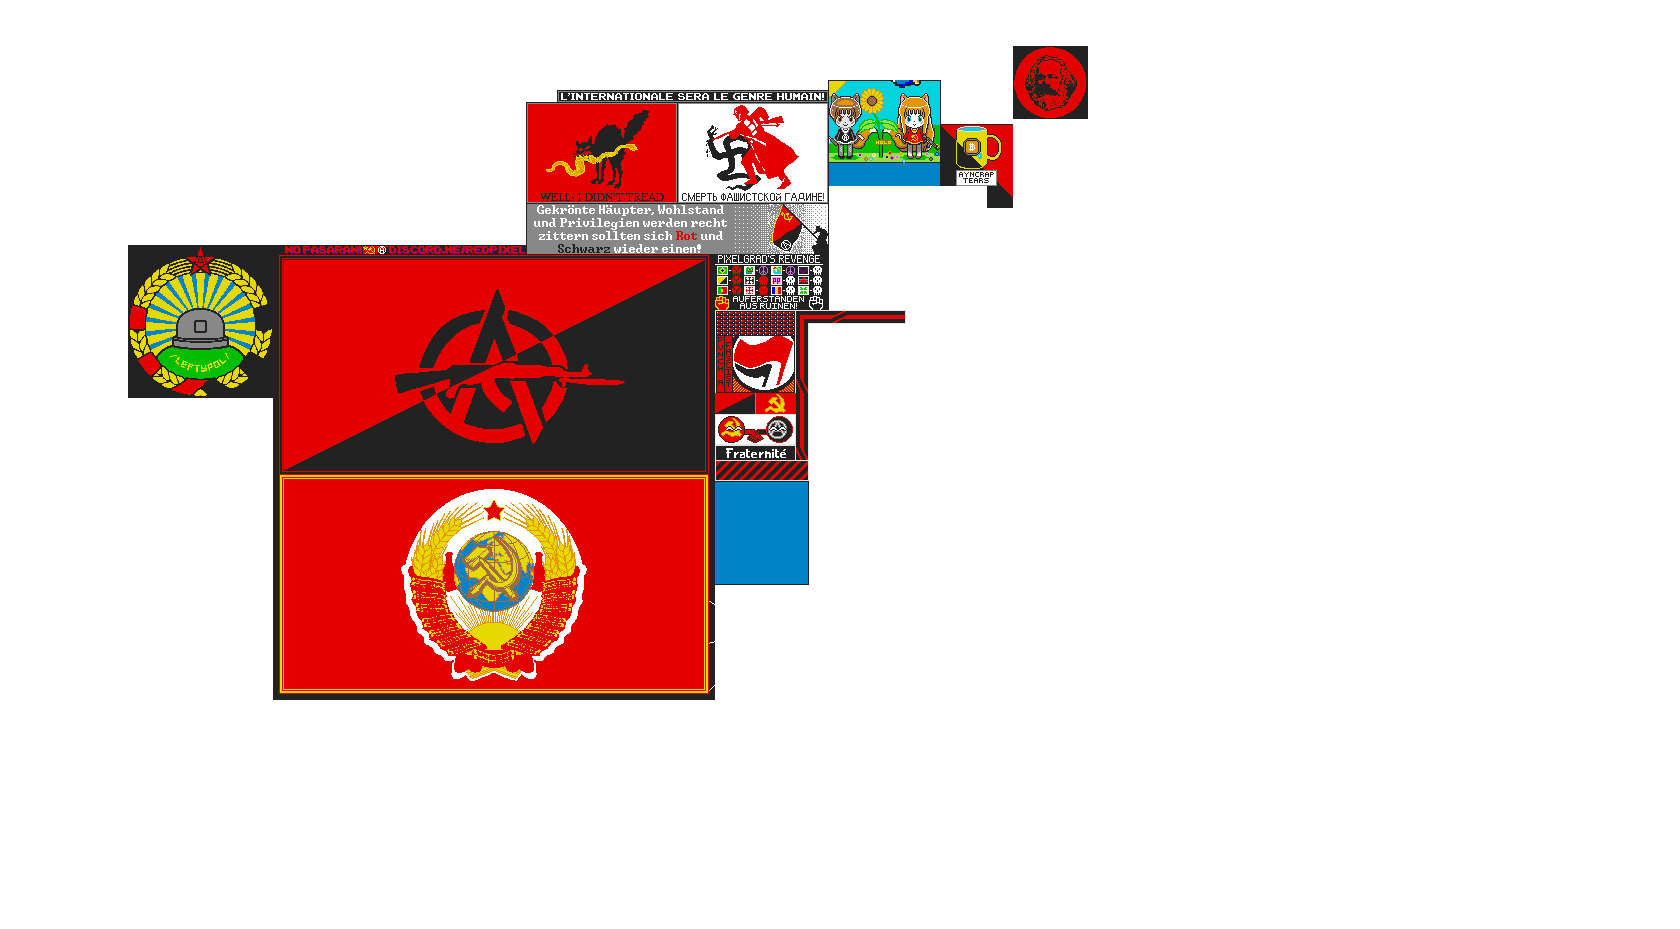 L'INTERNATIONALE SERA LE GENRE HUMAIN!
WELL, I DIDN'T TREAD
СМЕРТЬ ФАШИСТСКОЙ ГАДИНЕ!
HOLO
AYNCRAP
TEARS
Gekrönte Häupter, Wohlstand
und Privilegien werden recht
zittern sollten sich Rot und
Schwarz wieder einen!
NO PASARAN! DISCORD.ME/REDPIXEL
PIXELGRAD'S REVENGE
AUFERSTANDEN
AUS RUINEN!
/LEFTYPOL/
Fraternité